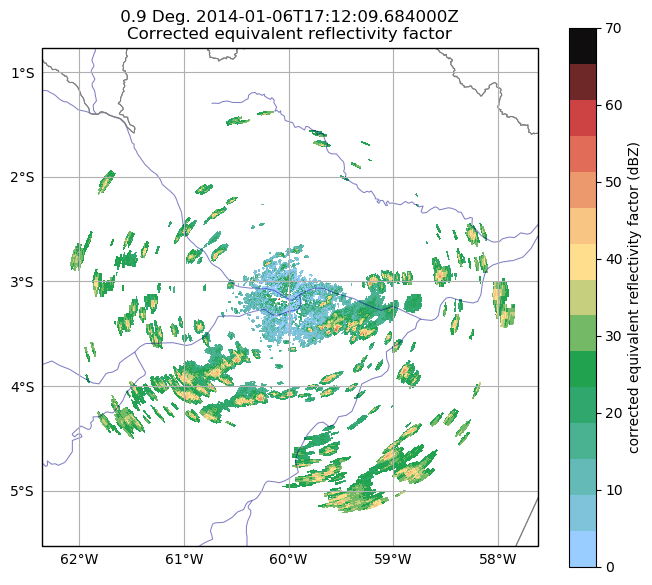 0.9 Deg. 2014-01-06T17:12:09.684000Z
Corrected equivalent reflectivity factor
1°S
2°S
3°S
4°S
5°S
62°W 61°W 60°W 59°W 58°W
70
60
50
40
30
20
10
0
corrected equivalent reflectivity factor (dBZ)